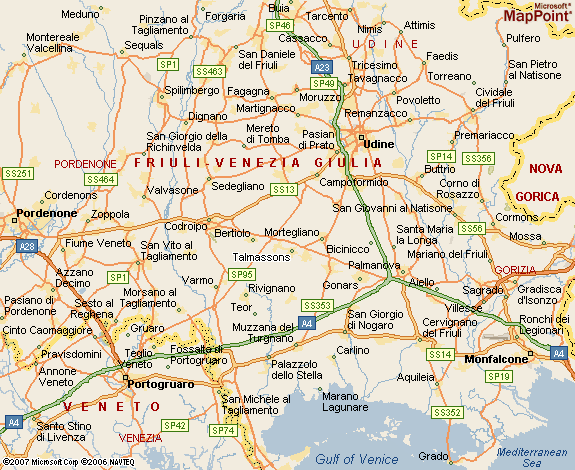 Meduno
Pinzano al
Tagliamento
Forgaria
Buia
Tarcento
Nimis
Attimis
Microsoft®
MapPoint®
SP46
Cassacco
UDINE
Pulfero
Montereale
Valcellina
Sequals
San Daniele
del Friuli
A23
Tricesimo
Tavagnacco
Faedis
Torreano
San Pietro
al Natisone
SP1
SS463
SP49
Spilimbergo
Fagagna
Moruzzo
Povoletto
Cividale
del Friuli
Martignacco
Remanzacco
Dignano
Mereto
di Tomba
Pasian
di Prato
Udine
Premariacco
San Giorgio della
Richinvelda
SP14
SS356
PORDENONE
FRIULI-VENEZIA GIULIA
NOVA
GORICA
SS251
SS464
Buttrio
Cordenons
Valvasone
Sedegliano
SS13
Campoformido
Corno di
Rosazzo
Pordenone
Zoppola
Codroipo
San Giovanni al Natisone
Cormons
A28
Fiume Veneto
San Vito al
Tagliamento
Bertiolo
Mortegliano
Bicinicco
Santa Maria
la Longa
SS56
Mossa
Talmassons
Mariano del Friuli
Azzano
Decimo
SP1
SP95
Palmanova
GORIZIA
Varmo
Rivignano
Gonars
Aiello
Gradisca
d'Isonzo
Pasiano di
Pordenone
Sesto al
Reghena
Morsano al
Tagliamento
Teor
SS353
Villesse
Sagrado
Cinto Caomaggiore
Gruaro
Muzzana del
Turgnano
A4
San Giorgio
di Nogaro
Cervignano
del Friuli
Ronchi dei
Legionari
Pravisdomini
Teglio
Veneto
Fossalta di
Portogruaro
Carlino
SS14
Monfalcone
A4
Annone
Veneto
Portogruaro
Palazzolo
dello Stella
Aquileia
SP19
VENETO
San Michele al
Tagliamento
Marano
Lagunare
SS352
A4
Santo Stino
di Livenza
SP42
VENEZIA
SP74
Grado
Gulf of Venice
Mediterranean
Sea
©2007 Microsoft Corp ©2006 NAVTEQ